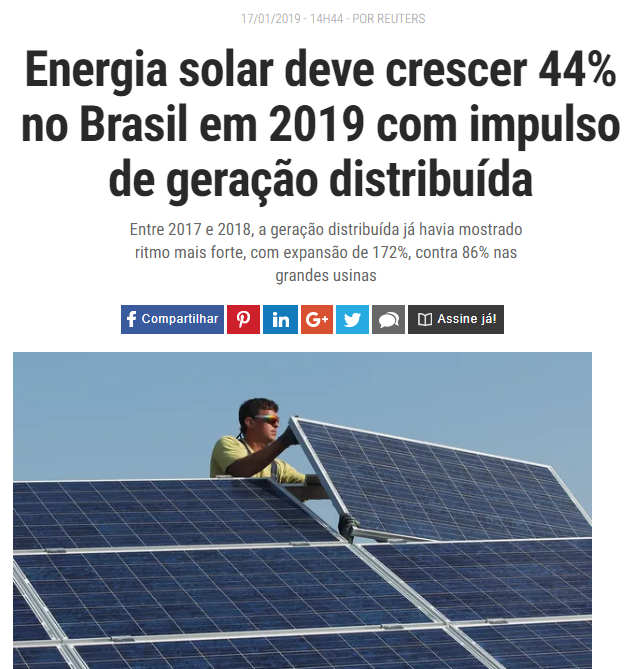 17/01/2019 - 14H44 - POR REUTERS
Energia solar deve crescer 44%
no Brasil em 2019 com impulso
de geração distribuída
Entre 2017 e 2018, a geração distribuída já havia mostrado
ritmo mais forte, com expansão de 172%, contra 86% nas
grandes usinas
Compartilhar
G+
Assine já!